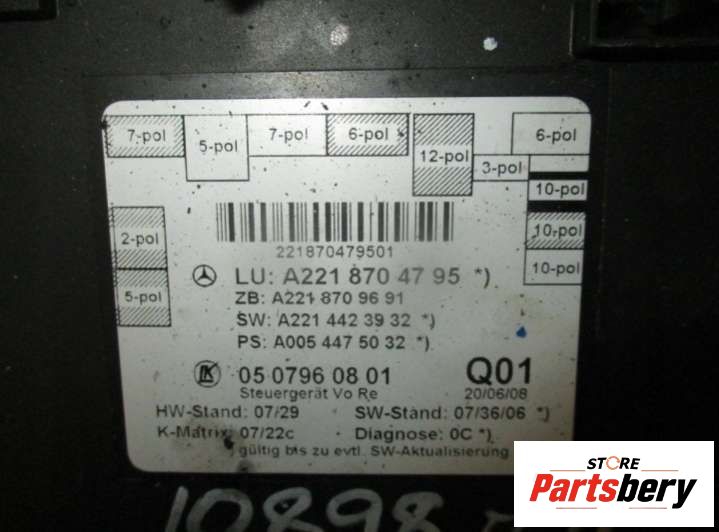 7-pol
5-pol
7-pol
6-pol
12-pol
3-pol
6-pol
10-pol
2-pol
10-pol
5-pol
10-pol
221870479501
LU: A221 870 47 95 *)
ZB: A221 870 96 91
SW: A221 442 39 32 *)
PS: A005 447 50 32 *)
05 0796 08 01
Q01
Steuergerät Vo Re
20/06/08
HW-Stand: 07/29 SW-Stand: 07/36/06 *)
K-Matrix: 07/22c Diagnose: 0C *)
gültig bis zu evtl. SW-Aktualisierung
10898
STORE
Partsbery